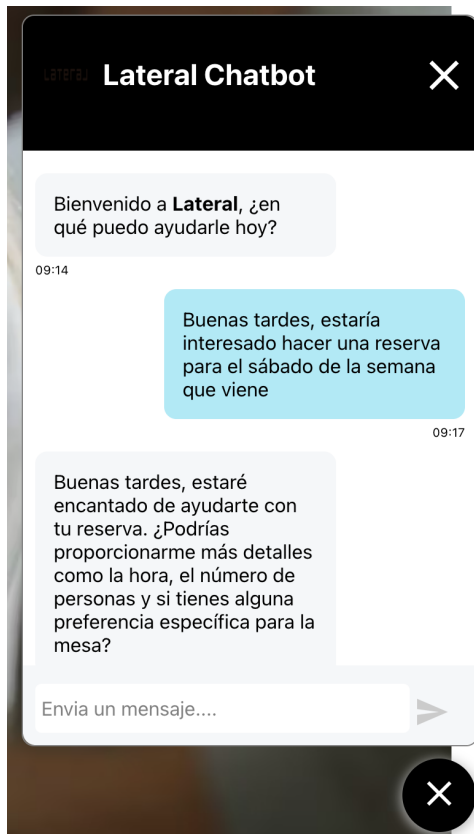 LATERAL
Lateral Chatbot
Bienvenido a Lateral, ¿en
qué puedo ayudarle hoy?
09:14
Buenas tardes, estaría
interesado hacer una reserva
para el sábado de la semana
que viene
09:17
Buenas tardes, estaré
encantado de ayudarte con
tu reserva. ¿Podrías
proporcionarme más detalles
como la hora, el número de
personas y si tienes alguna
preferencia específica para la
mesa?
Envia un mensaje....